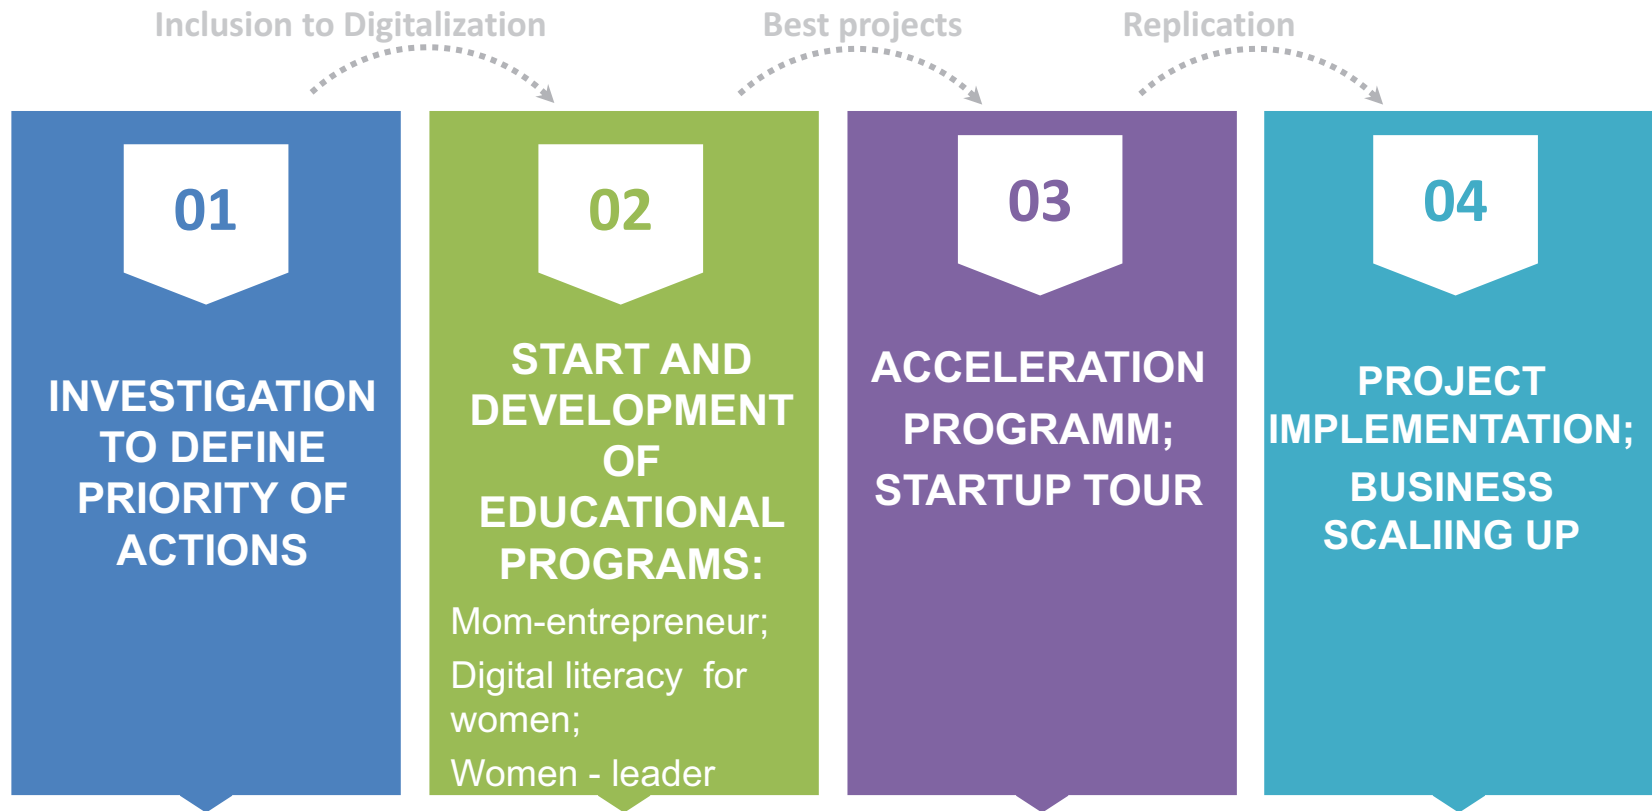 Inclusion to Digitalization
Best projects
Replication
01
INVESTIGATION
TO DEFINE
PRIORITY OF
ACTIONS
02
START AND
DEVELOPMENT
OF
EDUCATIONAL
PROGRAMS:
Mom-entrepreneur;
Digital literacy  for
women;
Women - leader
03
ACCELERATION
PROGRAMM;
STARTUP TOUR
04
PROJECT
IMPLEMENTATION;
BUSINESS
SCALIING UP